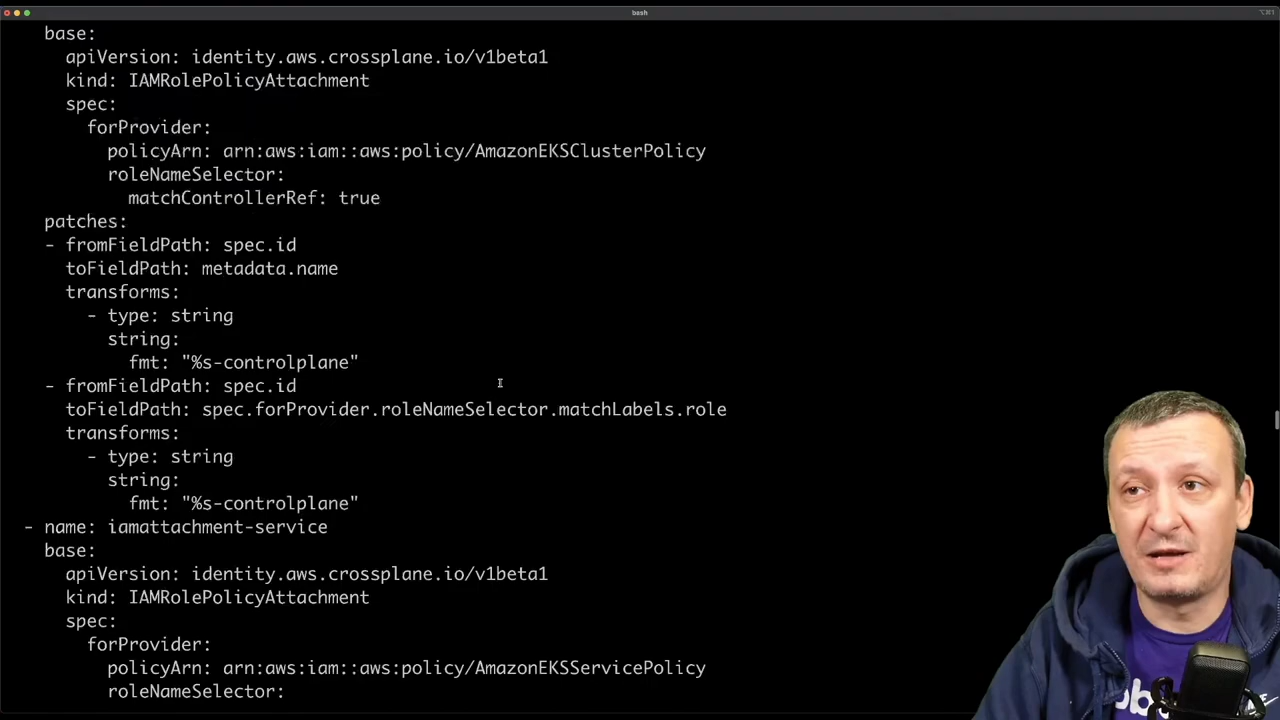 bash
base:
apiVersion: identity.aws.crossplane.io/v1beta1
kind: IAMRolePolicyAttachment
spec:
forProvider:
policyArn: arn:aws:iam::aws:policy/AmazonEKSClusterPolicy
roleNameSelector:
matchControllerRef: true
patches:
- fromFieldPath: spec.id
toFieldPath: metadata.name
transforms:
- type: string
string:
fmt: "%s-controlplane"
- fromFieldPath: spec.id
toFieldPath: spec.forProvider.roleNameSelector.matchLabels.role
transforms:
- type: string
string:
fmt: "%s-controlplane"
- name: iamattachment-service
base:
apiVersion: identity.aws.crossplane.io/v1beta1
kind: IAMRolePolicyAttachment
spec:
forProvider:
policyArn: arn:aws:iam::aws:policy/AmazonEKSServicePolicy
roleNameSelector: